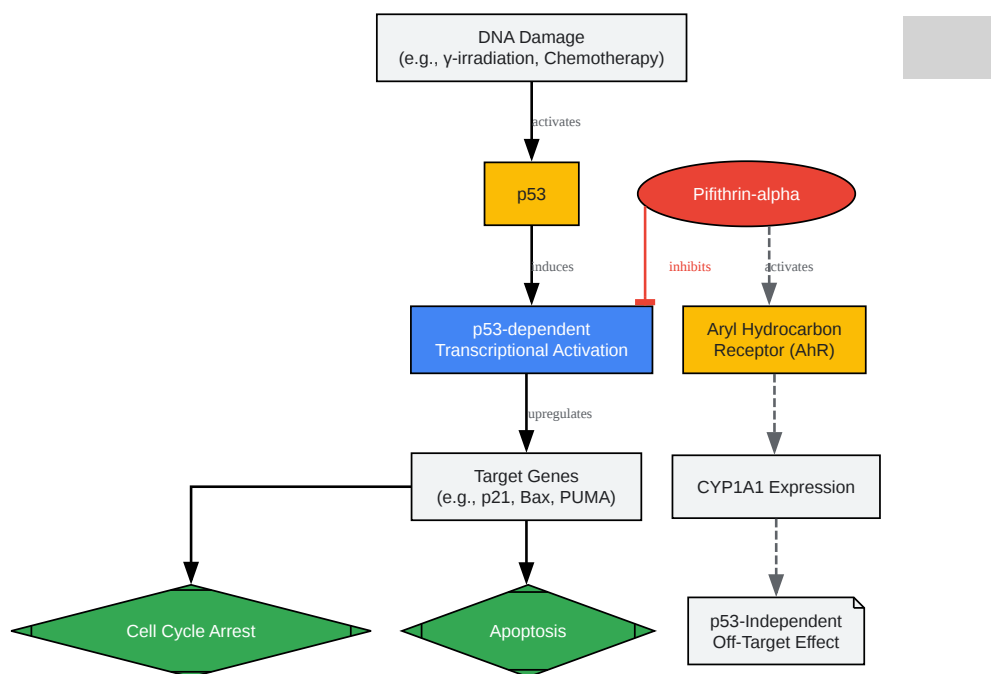 DNA Damage
(e.g., γ-irradiation, Chemotherapy)
activates
p53
Pifithrin-alpha
induces
inhibits
activates
p53-dependent
Transcriptional Activation
Aryl Hydrocarbon
Receptor (AhR)
upregulates
Target Genes
(e.g., p21, Bax, PUMA)
CYP1A1 Expression
Cell Cycle Arrest
Apoptosis
p53-Independent
Off-Target Effect